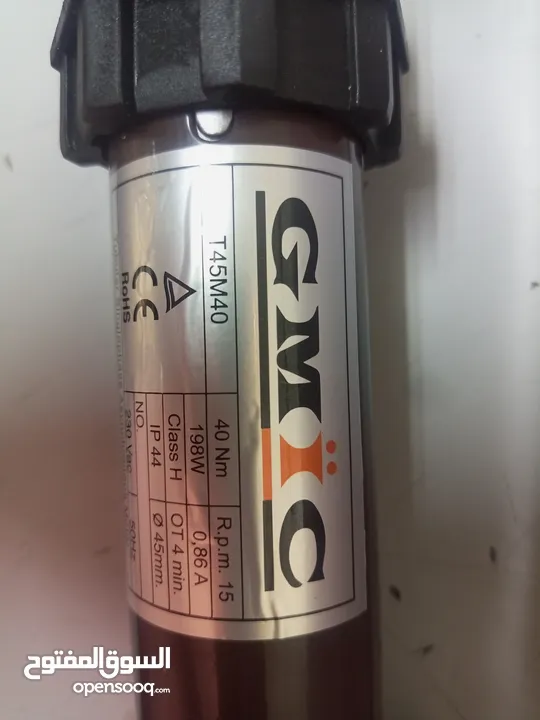 GMiC
T45M40
40 Nm R.p.m. 15
198W 0,86 A
Class H OT 4 min.
IP 44 Ø 45mm.
NO.
230 Vac 50Hz
CE
RoHS
السوق المفتوح
opensooq.com